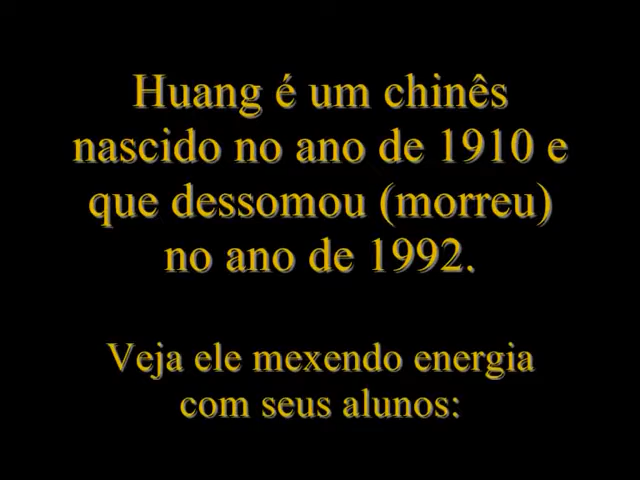 Huang é um chinês
nascido no ano de 1910 e
que dessomou (morreu)
no ano de 1992.
Veja ele mexendo energia
com seus alunos: